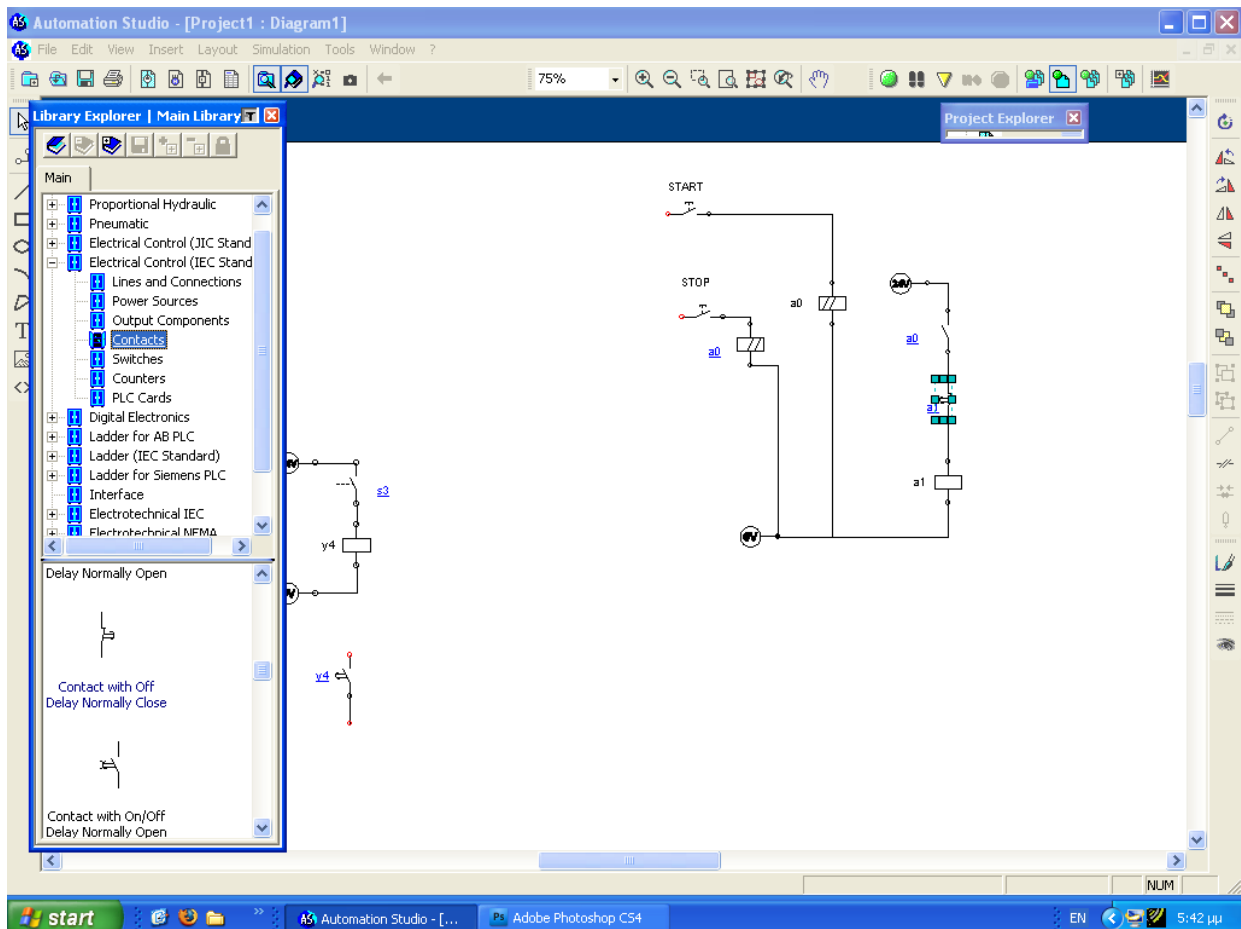 Automation Studio - [Project1 : Diagram1]
File Edit View Insert Layout Simulation Tools Window ?
75%
Library Explorer | Main Library
Project Explorer
Main
Proportional Hydraulic
Pneumatic
Electrical Control (JIC Stand
Electrical Control (IEC Stand
Lines and Connections
Power Sources
Output Components
Contacts
Switches
Counters
PLC Cards
Digital Electronics
Ladder for AB PLC
Ladder (IEC Standard)
Ladder for Siemens PLC
Interface
Electrotechnical IEC
Electrotechnical NEMA
Delay Normally Open
Contact with Off
Delay Normally Close
Contact with On/Off
Delay Normally Open
START
STOP
a0
a0
24V
a0
a1
a1
0V
s3
y4
y4
NUM
start
Automation Studio - [...
Adobe Photoshop CS4
EN
5:42 μμ